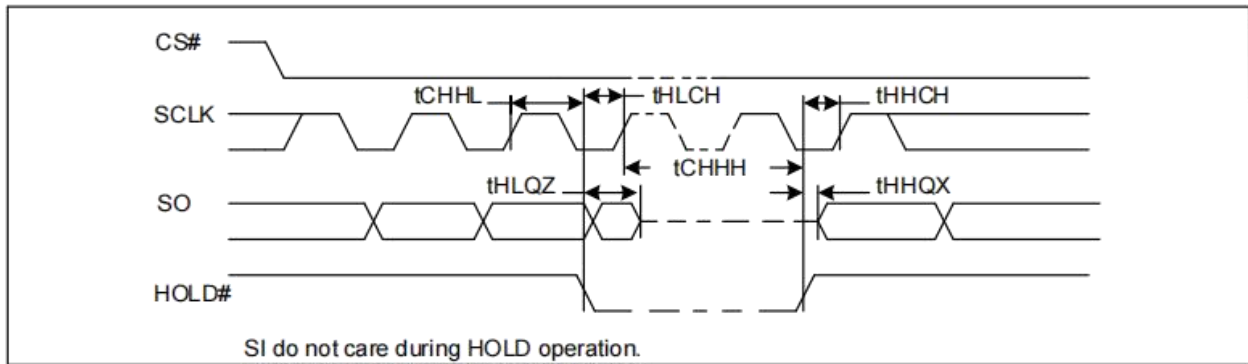 CS#
tCHHL
tHLCH
tHHCH
SCLK
tCHHH
tHLQZ
tHHQX
SO
HOLD#
SI do not care during HOLD operation.